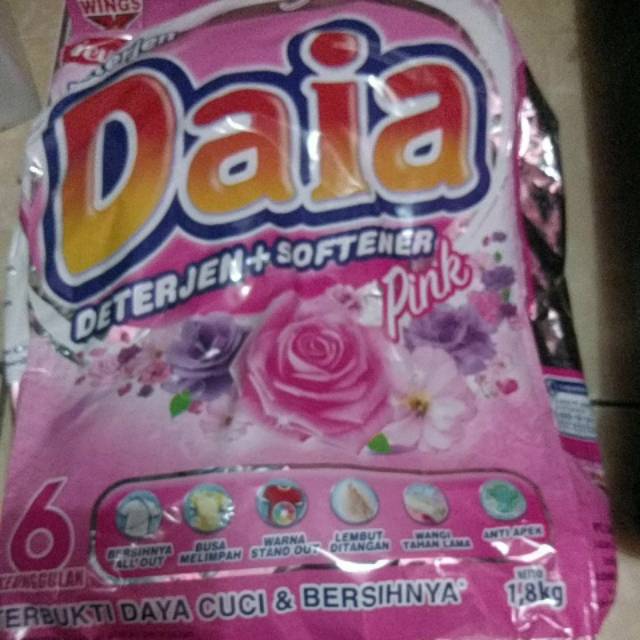 WINGS
Daia
DETERJEN + SOFTENER
Pink
6
KEUNGGULAN
BERSIHNYA
ALL OUT
BUSA
MELIMPAH
WARNA
STAND OUT
LEMBUT
DITANGAN
WANGI
TAHAN LAMA
ANTI APEK
NETTO
1,8kg
TERBUKTI DAYA CUCI & BERSIHNYA*